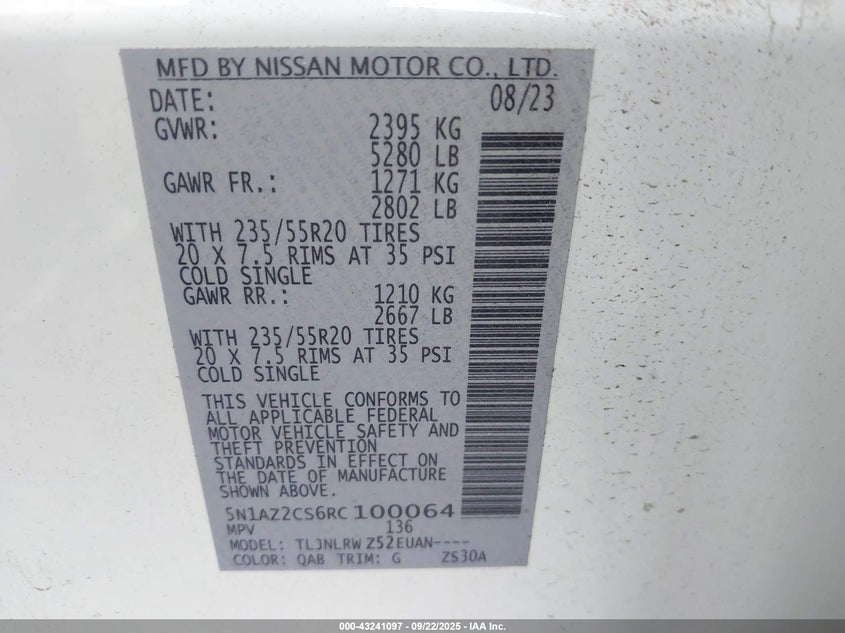 MFD BY NISSAN MOTOR CO., LTD.
DATE: 08/23
GVWR: 2395 KG
5280 LB
GAWR FR.: 1271 KG
2802 LB
WITH 235/55R20 TIRES
20 X 7.5 RIMS AT 35 PSI
COLD SINGLE
GAWR RR.: 1210 KG
2667 LB
WITH 235/55R20 TIRES
20 X 7.5 RIMS AT 35 PSI
COLD SINGLE
THIS VEHICLE CONFORMS TO
ALL APPLICABLE FEDERAL
MOTOR VEHICLE SAFETY AND
THEFT PREVENTION
STANDARDS IN EFFECT ON
THE DATE OF MANUFACTURE
SHOWN ABOVE.
5N1AZ2CS6RC100064
MPV 136
MODEL: TLJNLRW Z52EUAN----
COLOR: QAB TRIM: G ZS30A
000-43241097 - 09/22/2025 - IAA Inc.